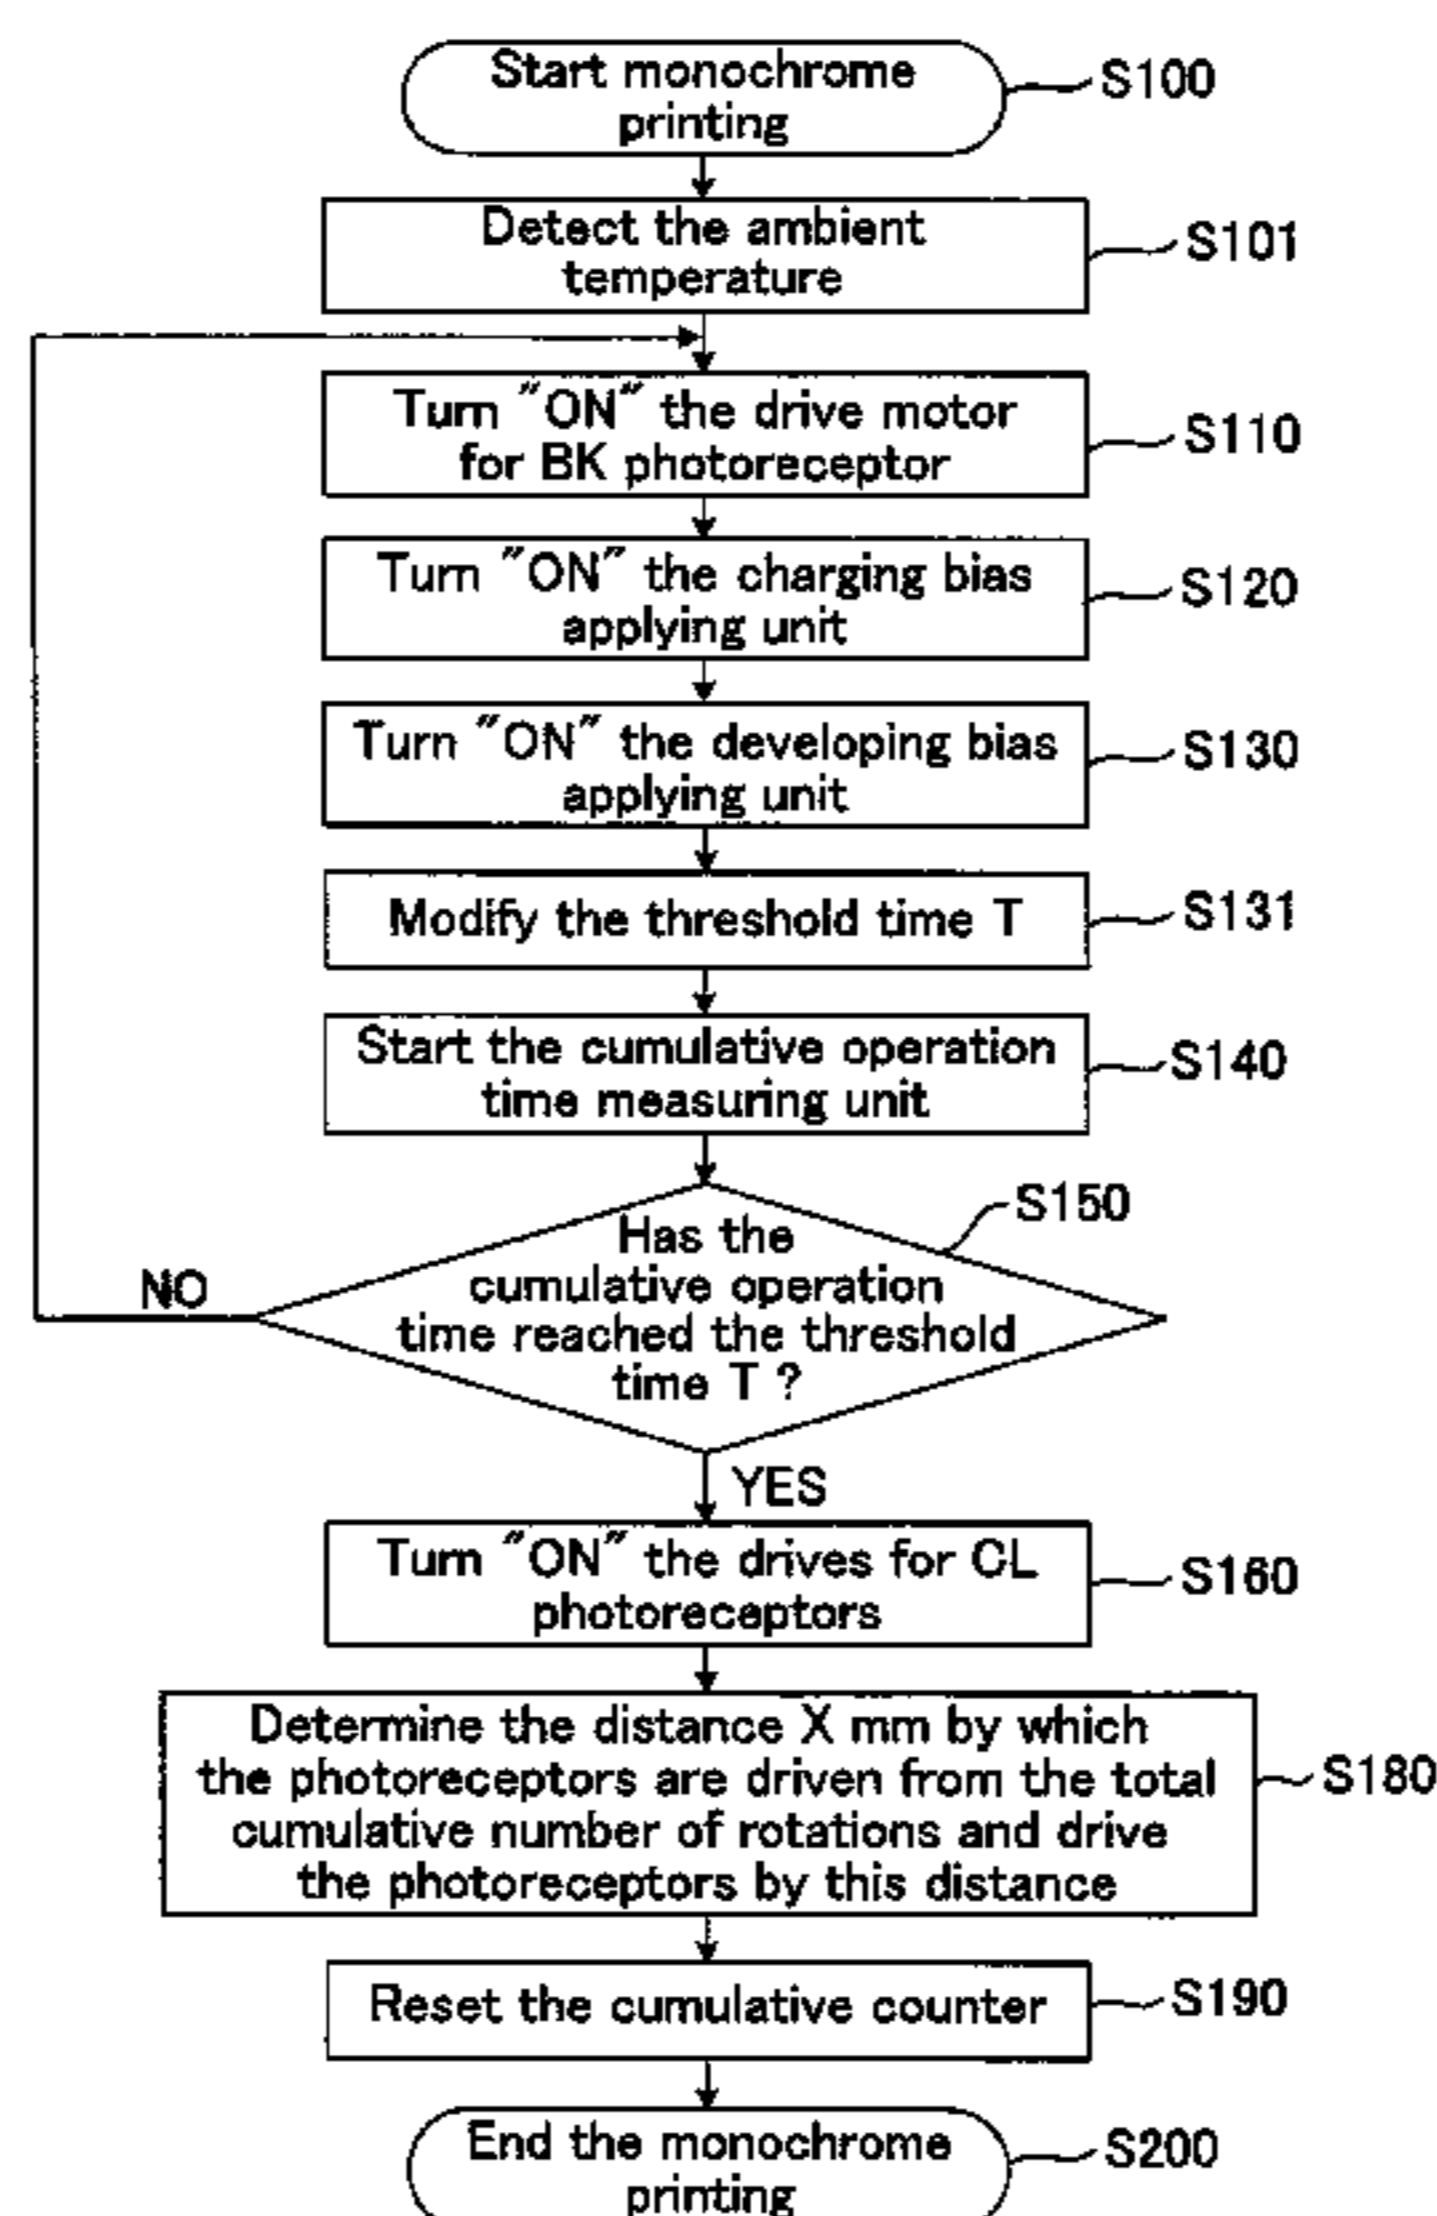 Start monochrome
printing
S100
Detect the ambient
temperature
S101
Turn "ON" the drive motor
for BK photoreceptor
S110
Turn "ON" the charging bias
applying unit
S120
Turn "ON" the developing bias
applying unit
S130
Modify the threshold time T
S131
Start the cumulative operation
time measuring unit
S140
S150
Has the
cumulative operation
time reached the threshold
time T ?
NO
YES
Turn "ON" the drives for CL
photoreceptors
S160
Determine the distance X mm by which
the photoreceptors are driven from the total
cumulative number of rotations and drive
the photoreceptors by this distance
S180
Reset the cumulative counter
S190
End the monochrome
printing
S200